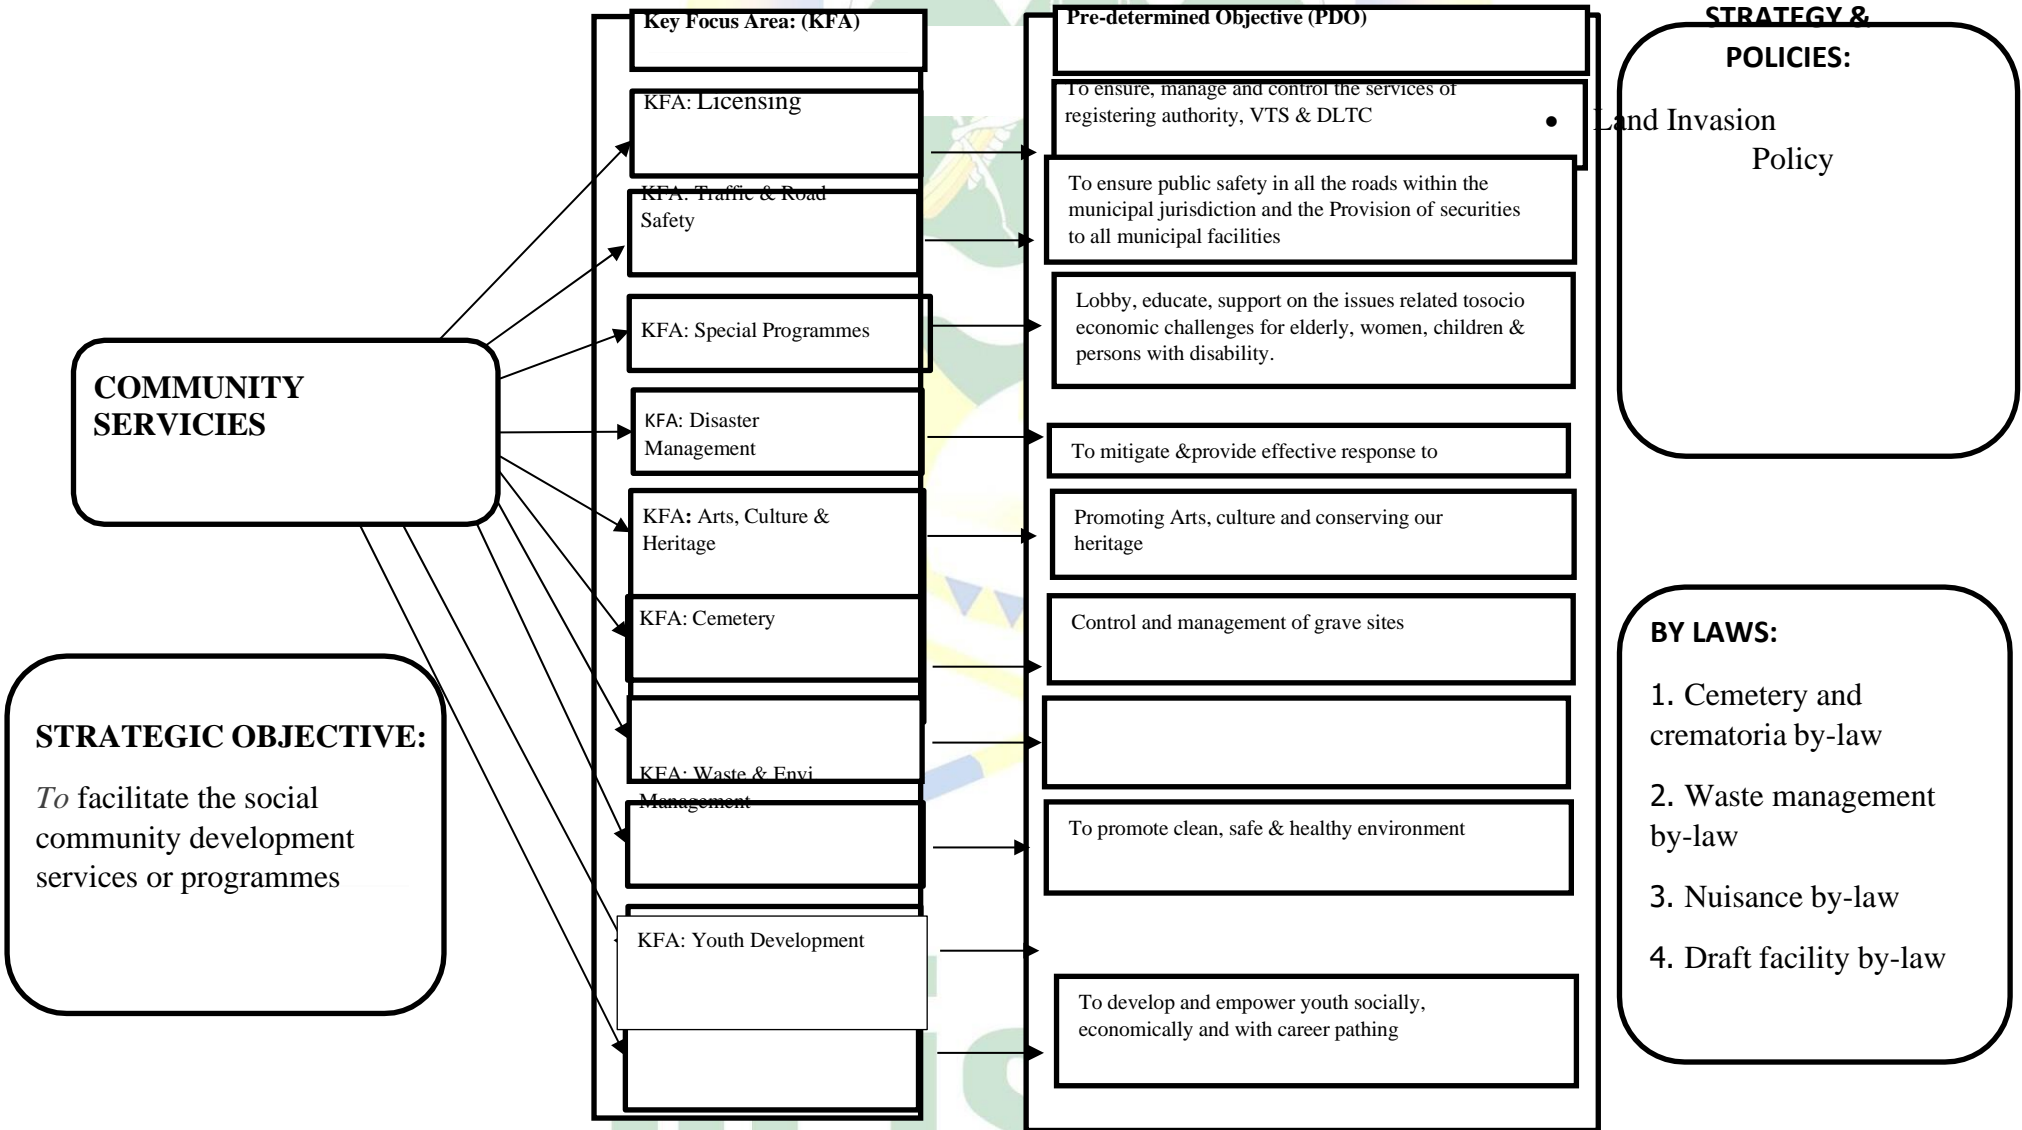 Key Focus Area: (KFA)
KFA: Licensing
KFA: Traffic & Road
Safety
KFA: Special Programmes
KFA: Disaster
Management
KFA: Arts, Culture &
Heritage
KFA: Cemetery
KFA: Waste & Envi
Management
KFA: Youth Development
Pre-determined Objective (PDO)
To ensure, manage and control the services of
registering authority, VTS & DLTC
To ensure public safety in all the roads within the
municipal jurisdiction and the Provision of securities
to all municipal facilities
Lobby, educate, support on the issues related tosocio
economic challenges for elderly, women, children &
persons with disability.
To mitigate &provide effective response to
Promoting Arts, culture and conserving our
heritage
Control and management of grave sites
To promote clean, safe & healthy environment
To develop and empower youth socially,
economically and with career pathing
STRATEGY &
POLICIES:
• Land Invasion
Policy
BY LAWS:
1. Cemetery and
crematoria by-law
2. Waste management
by-law
3. Nuisance by-law
4. Draft facility by-law
COMMUNITY
SERVICIES
STRATEGIC OBJECTIVE:
To facilitate the social
community development
services or programmes